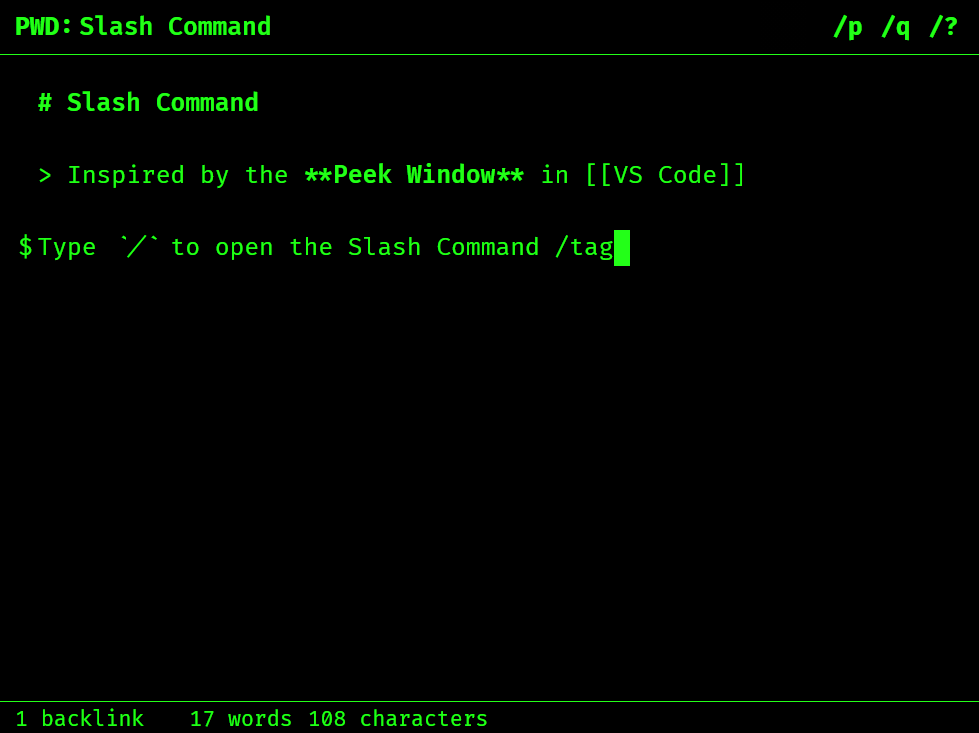 PWD: Slash Command /p /q /?
# Slash Command
> Inspired by the **Peek Window** in [[VS Code]]
$ Type `/` to open the Slash Command /tag
1 backlink 17 words 108 characters